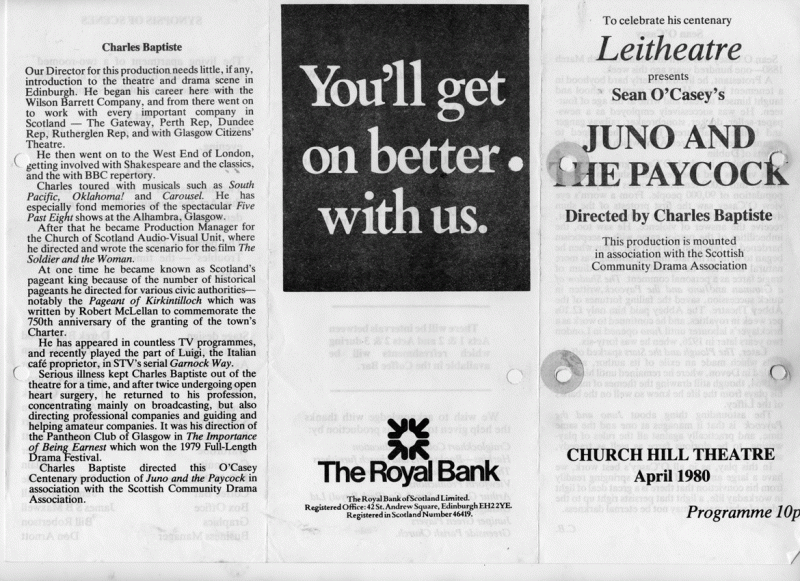 Charles Baptiste
Our Director for this production needs little, if any,
introduction to the theatre and drama scene in
Edinburgh. He began his career here with the
Wilson Barrett Company, and from there went on
to work with every important company in
Scotland — The Gateway, Perth Rep, Dundee
Rep, Rutherglen Rep, and with Glasgow Citizens'
Theatre.
He then went on to the West End of London,
getting involved with Shakespeare and the classics,
and the with BBC repertory.
Charles toured with musicals such as South
Pacific, Oklahoma! and Carousel. He has
especially fond memories of the spectacular Five
Past Eight shows at the Alhambra, Glasgow.
After that he became Production Manager for
the Church of Scotland Audio-Visual Unit, where
he directed and wrote the scenario for the film The
Soldier and the Woman.
At one time he became known as Scotland's
pageant king because of the number of historical
pageants he directed for various civic authorities—
notably the Pageant of Kirkintilloch which was
written by Robert McLellan to commemorate the
750th anniversary of the granting of the town's
Charter.
He has appeared in countless TV programmes,
and recently played the part of Luigi, the Italian
café proprietor, in STV's serial Garnock Way.
Serious illness kept Charles Baptiste out of the
theatre for a time, and after twice undergoing open
heart surgery, he returned to his profession,
concentrating mainly on broadcasting, but also
directing professional companies and guiding and
helping amateur companies. It was his direction of
the Pantheon Club of Glasgow in The Importance
of Being Earnest which won the 1979 Full-Length
Drama Festival.
Charles Baptiste directed this O'Casey
Centenary production of Juno and the Paycock in
association with the Scottish Community Drama
Association.
You'll get
on better
with us.
The Royal Bank
The Royal Bank of Scotland Limited.
Registered Office: 42 St. Andrew Square, Edinburgh EH2 2YE.
Registered in Scotland Number 46419.
To celebrate his centenary
Leitheatre
presents
Sean O'Casey's
JUNO AND
THE PAYCOCK
Directed by Charles Baptiste
This production is mounted
in association with the Scottish
Community Drama Association
CHURCH HILL THEATRE
April 1980
Programme 10p